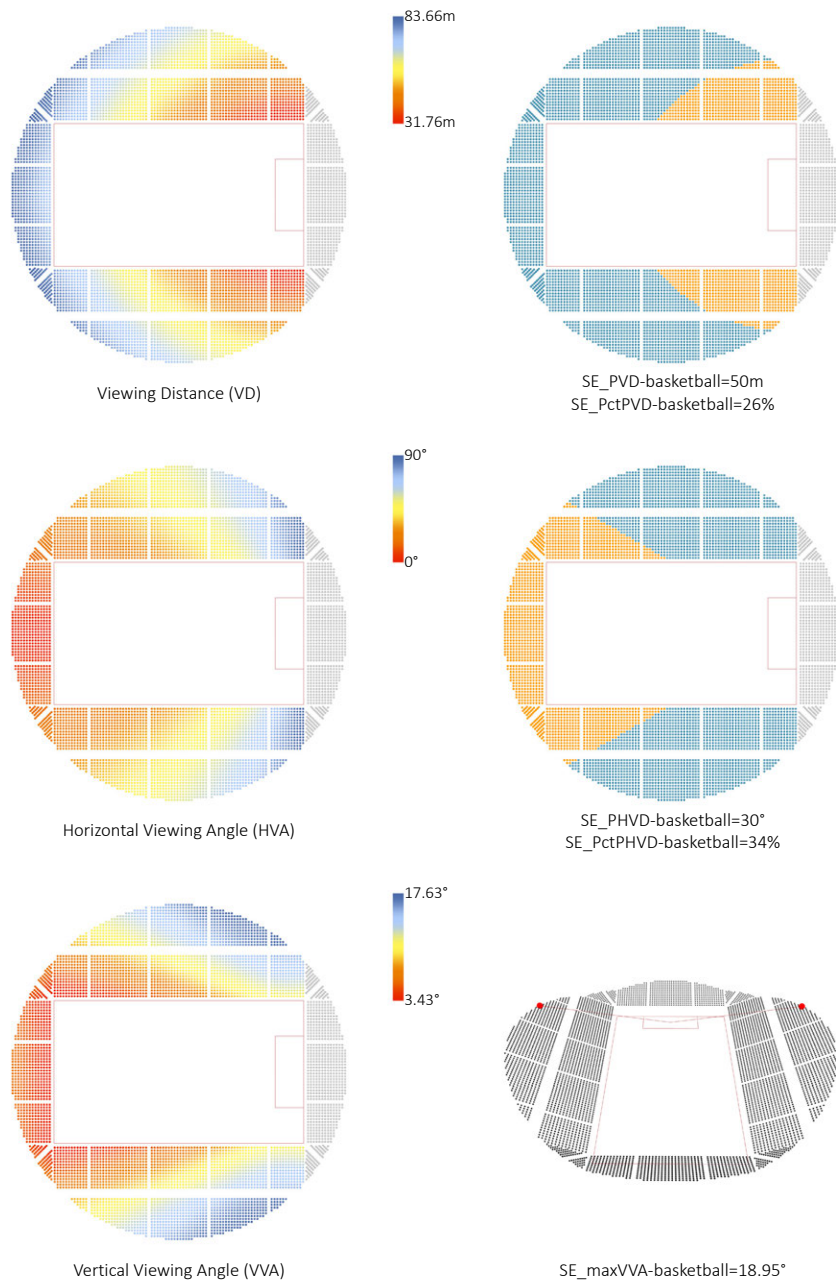 83.66m
31.76m
Viewing Distance (VD)
SE_PVD-basketball=50m
SE_PctPVD-basketball=26%
90°
0°
Horizontal Viewing Angle (HVA)
SE_PHVD-basketball=30°
SE_PctPHVD-basketball=34%
17.63°
3.43°
Vertical Viewing Angle (VVA)
SE_maxVVA-basketball=18.95°